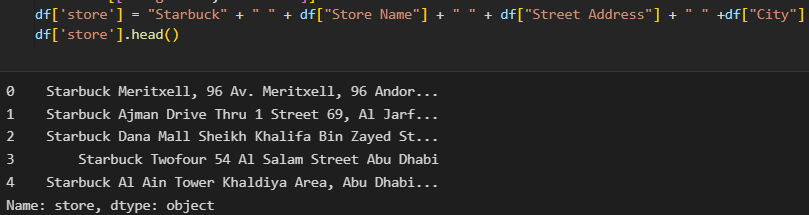 df['store'] = "Starbuck" + " " + df["Store Name"] + " " + df["Street Address"] + " " +df["City"]
df['store'].head()
0 Starbuck Meritxell, 96 Av. Meritxell, 96 Andor...
1 Starbuck Ajman Drive Thru 1 Street 69, Al Jarf...
2 Starbuck Dana Mall Sheikh Khalifa Bin Zayed St...
3 Starbuck Twofour 54 Al Salam Street Abu Dhabi
4 Starbuck Al Ain Tower Khaldiya Area, Abu Dhabi...
Name: store, dtype: object